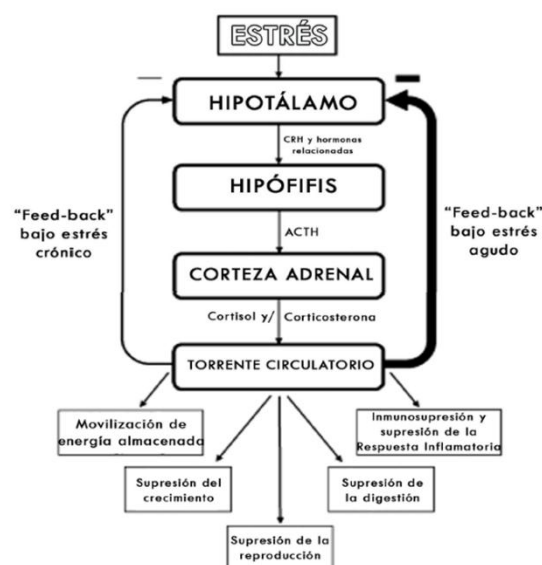 ESTRÉS
HIPOTÁLAMO
CRH y hormonas
relacionadas
HIPÓFIFIS
"Feed-back"
bajo estrés
crónico
"Feed-back"
bajo estrés
agudo
ACTH
CORTEZA ADRENAL
Cortisol y/ Corticosterona
TORRENTE CIRCULATORIO
Movilización de
energía almacenada
Inmunosupresión y
supresión de la
Respuesta Inflamatoria
Supresión del
crecimiento
Supresión de
la digestión
Supresión de la
reproducción